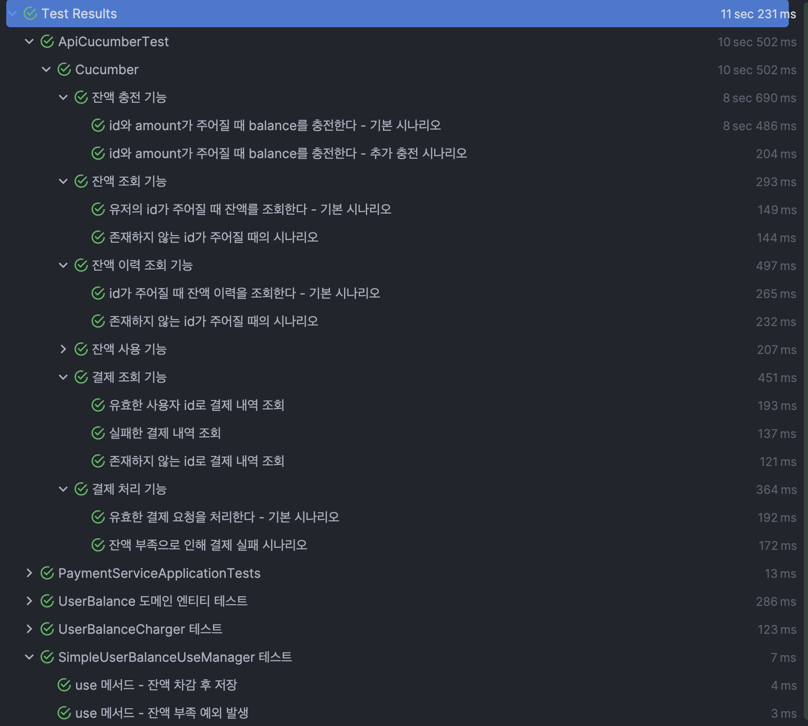 Test Results 11 sec 231 ms
ApiCucumberTest 10 sec 502 ms
Cucumber 10 sec 502 ms
잔액 충전 기능 8 sec 690 ms
id와 amount가 주어질 때 balance를 충전한다 - 기본 시나리오 8 sec 486 ms
id와 amount가 주어질 때 balance를 충전한다 - 추가 충전 시나리오 204 ms
잔액 조회 기능 293 ms
유저의 id가 주어질 때 잔액를 조회한다 - 기본 시나리오 149 ms
존재하지 않는 id가 주어질 때의 시나리오 144 ms
잔액 이력 조회 기능 497 ms
id가 주어질 때 잔액 이력을 조회한다 - 기본 시나리오 265 ms
존재하지 않는 id가 주어질 때의 시나리오 232 ms
잔액 사용 기능 207 ms
결제 조회 기능 451 ms
유효한 사용자 id로 결제 내역 조회 193 ms
실패한 결제 내역 조회 137 ms
존재하지 않는 id로 결제 내역 조회 121 ms
결제 처리 기능 364 ms
유효한 결제 요청을 처리한다 - 기본 시나리오 192 ms
잔액 부족으로 인해 결제 실패 시나리오 172 ms
PaymentServiceApplicationTests 13 ms
UserBalance 도메인 엔티티 테스트 286 ms
UserBalanceCharger 테스트 123 ms
SimpleUserBalanceUseManager 테스트 7 ms
use 메서드 - 잔액 차감 후 저장 4 ms
use 메서드 - 잔액 부족 예외 발생 3 ms